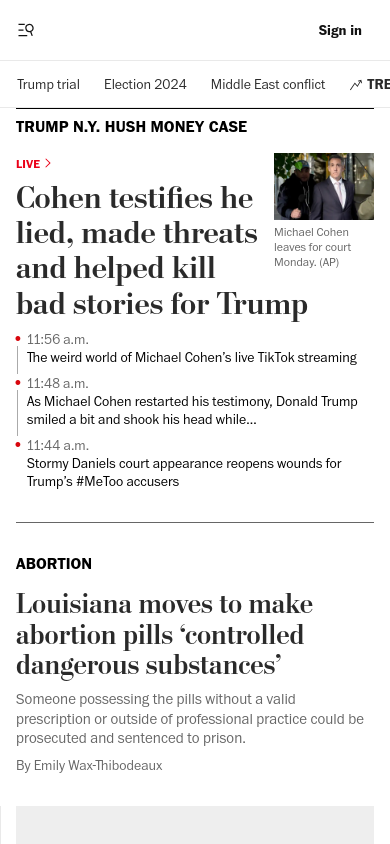 Sign in
Trump trial
Election 2024
Middle East conflict
TRE
TRUMP N.Y. HUSH MONEY CASE
LIVE
Cohen testifies he
lied, made threats
and helped kill
bad stories for Trump
Michael Cohen
leaves for court
Monday. (AP)
11:56 a.m.
The weird world of Michael Cohen’s live TikTok streaming
11:48 a.m.
As Michael Cohen restarted his testimony, Donald Trump
smiled a bit and shook his head while...
11:44 a.m.
Stormy Daniels court appearance reopens wounds for
Trump’s #MeToo accusers
ABORTION
Louisiana moves to make
abortion pills ‘controlled
dangerous substances’
Someone possessing the pills without a valid
prescription or outside of professional practice could be
prosecuted and sentenced to prison.
By Emily Wax-Thibodeaux